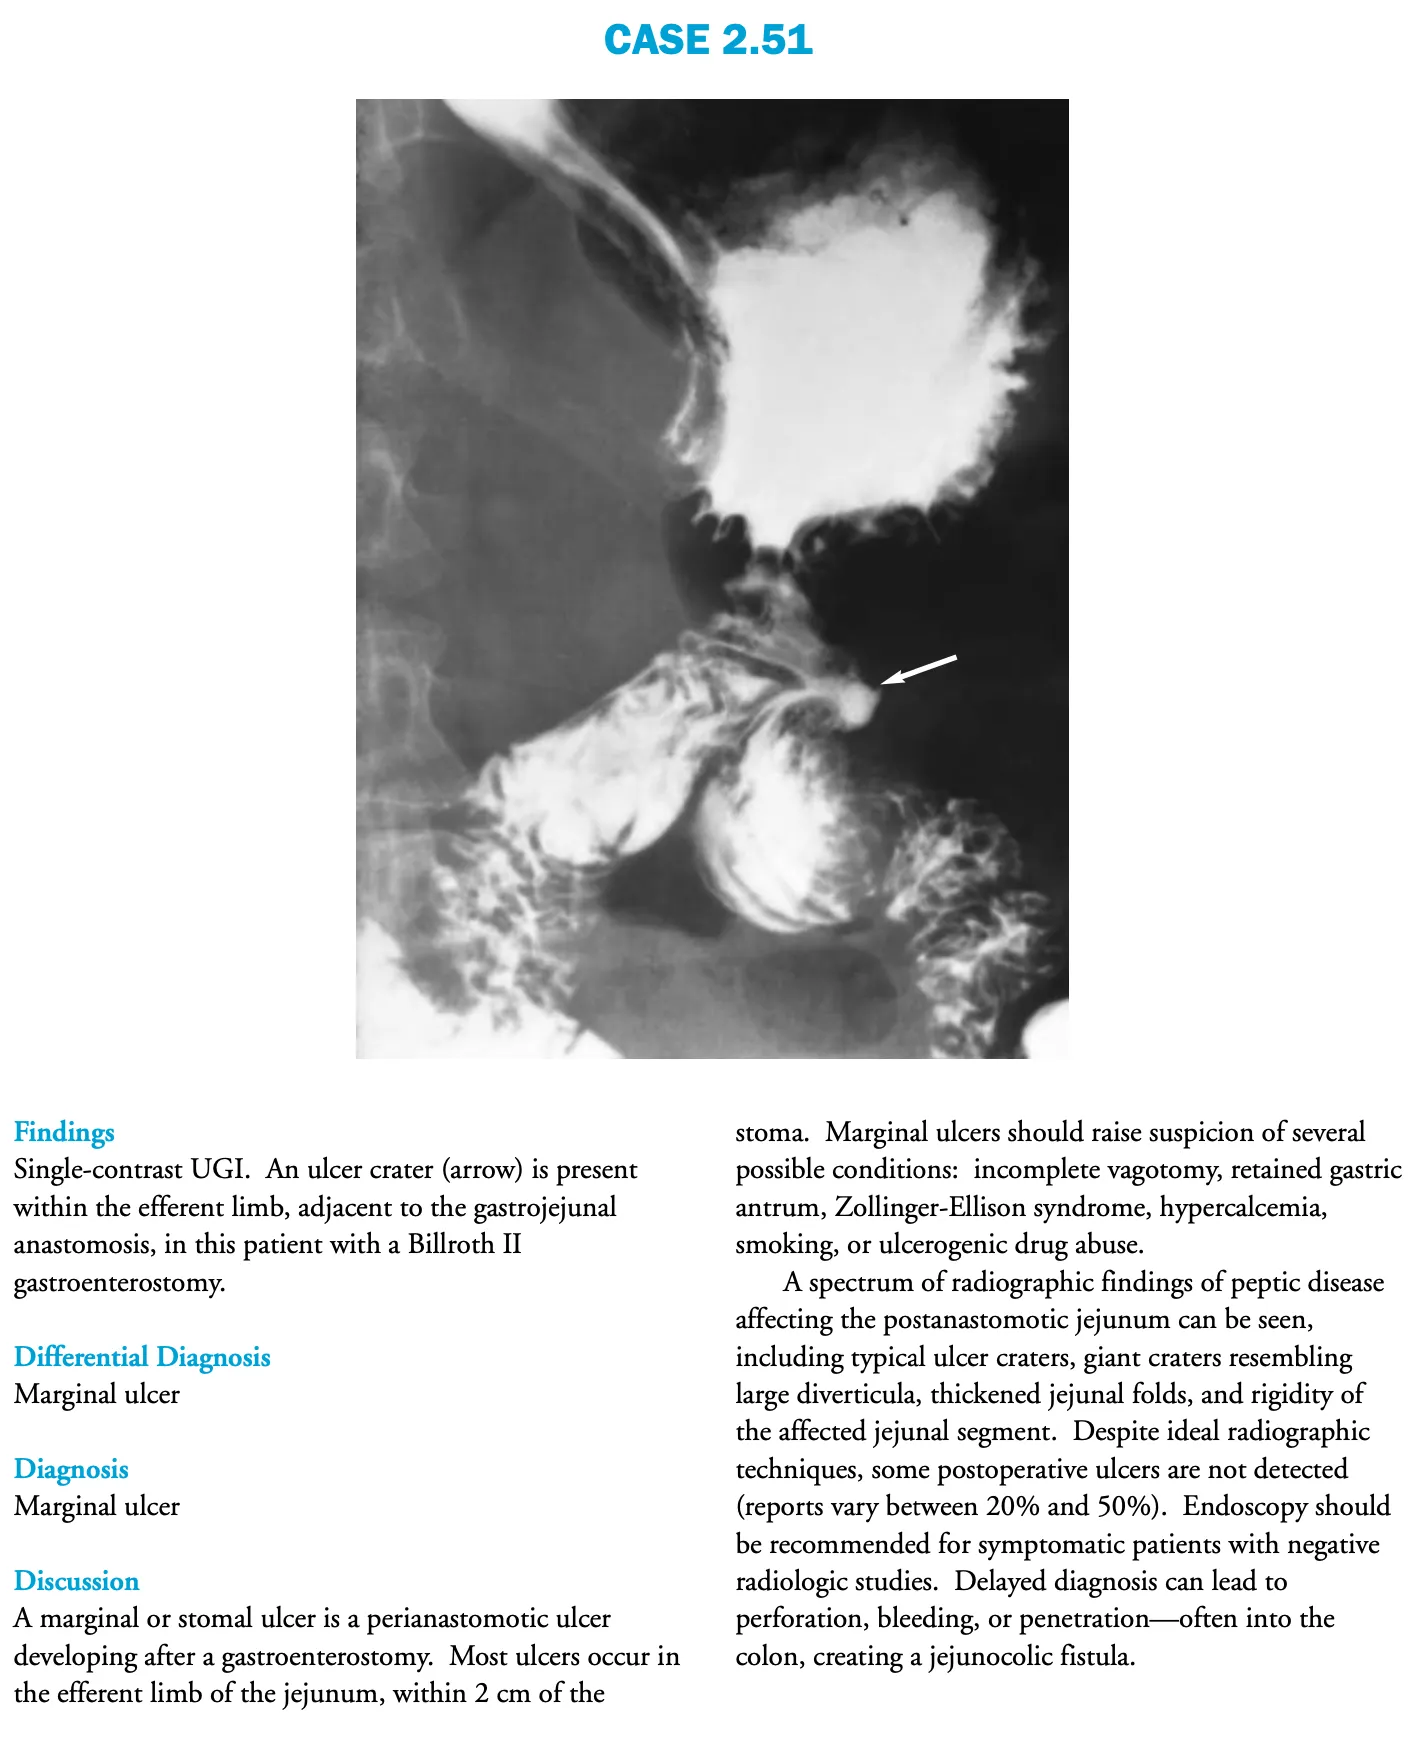 CASE 2.51
Findings
Single-contrast UGI. An ulcer crater (arrow) is present
within the efferent limb, adjacent to the gastrojejunal
anastomosis, in this patient with a Billroth II
gastroenterostomy.
Differential Diagnosis
Marginal ulcer
Diagnosis
Marginal ulcer
Discussion
A marginal or stomal ulcer is a perianastomotic ulcer
developing after a gastroenterostomy. Most ulcers occur in
the efferent limb of the jejunum, within 2 cm of the
stoma. Marginal ulcers should raise suspicion of several
possible conditions: incomplete vagotomy, retained gastric
antrum, Zollinger-Ellison syndrome, hypercalcemia,
smoking, or ulcerogenic drug abuse.
A spectrum of radiographic findings of peptic disease
affecting the postanastomotic jejunum can be seen,
including typical ulcer craters, giant craters resembling
large diverticula, thickened jejunal folds, and rigidity of
the affected jejunal segment. Despite ideal radiographic
techniques, some postoperative ulcers are not detected
(reports vary between 20% and 50%). Endoscopy should
be recommended for symptomatic patients with negative
radiologic studies. Delayed diagnosis can lead to
perforation, bleeding, or penetration—often into the
colon, creating a jejunocolic fistula.